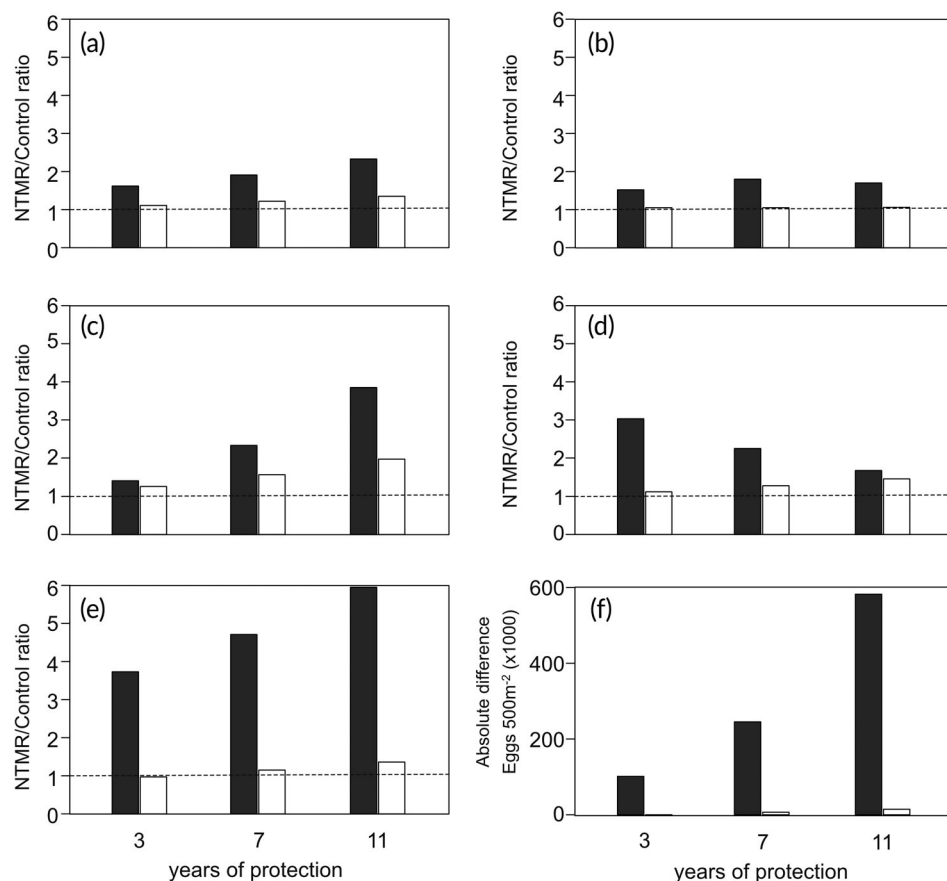 (a)
NTMR/Control ratio
6
5
4
3
2
1
0
(b)
NTMR/Control ratio
6
5
4
3
2
1
0
(c)
NTMR/Control ratio
6
5
4
3
2
1
0
(d)
NTMR/Control ratio
6
5
4
3
2
1
0
(e)
NTMR/Control ratio
6
5
4
3
2
1
0
3 7 11
years of protection
(f)
Absolute difference
Eggs 500m⁻² (x1000)
600
400
200
0
3 7 11
years of protection